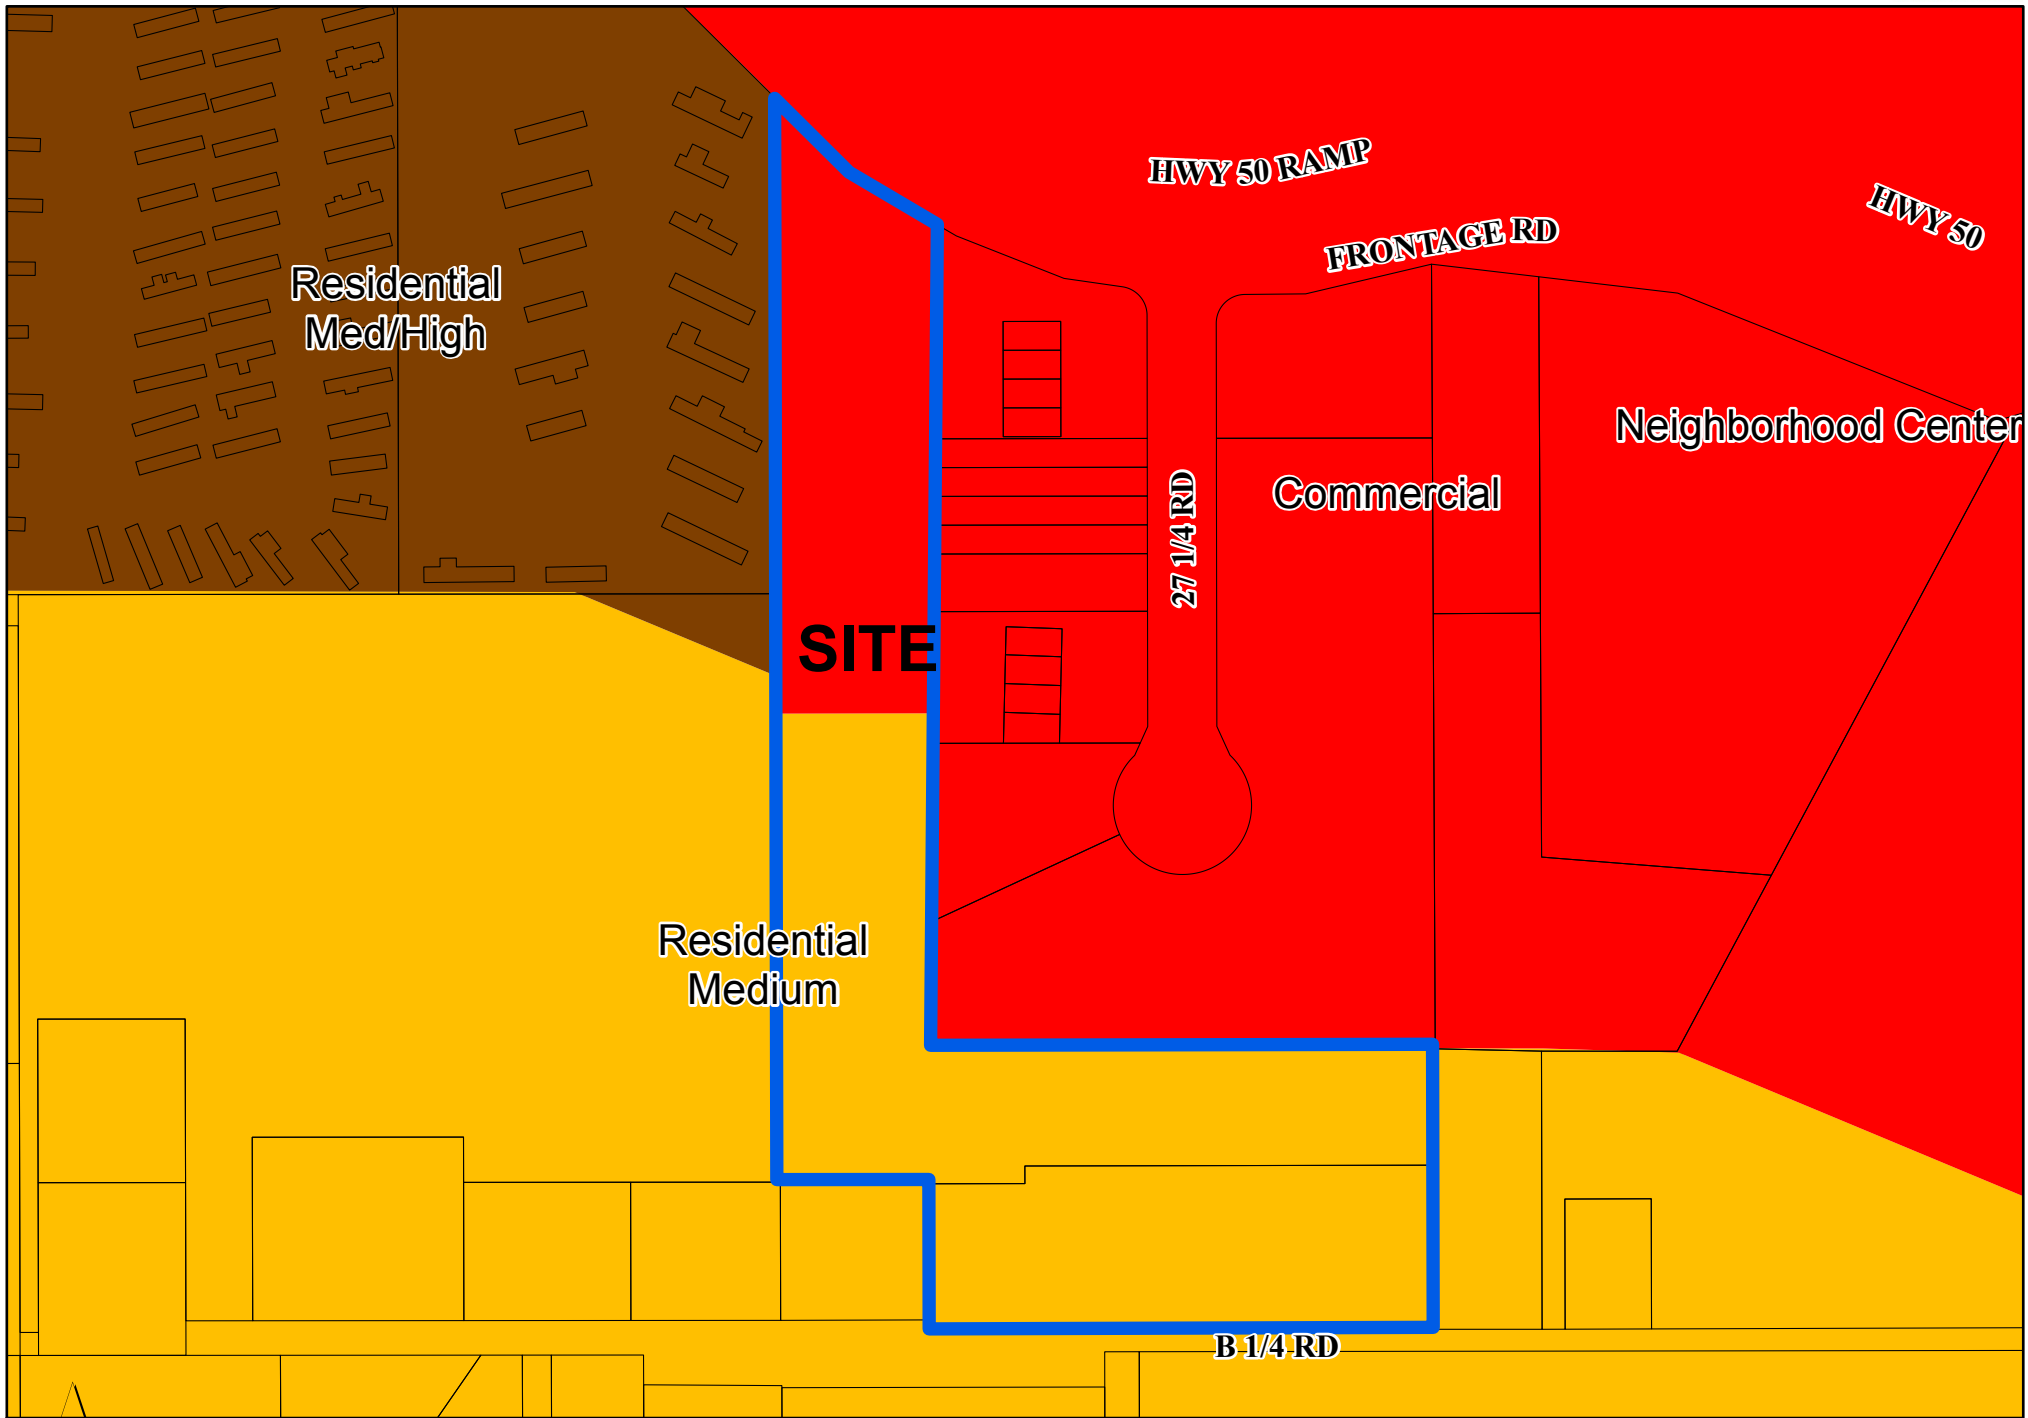 HWY 50 RAMP
HWY 50
FRONTAGE RD
Residential
Med/High
Neighborhood Center
Commercial
27 1/4 RD
SITE
Residential
Medium
B 1/4 RD